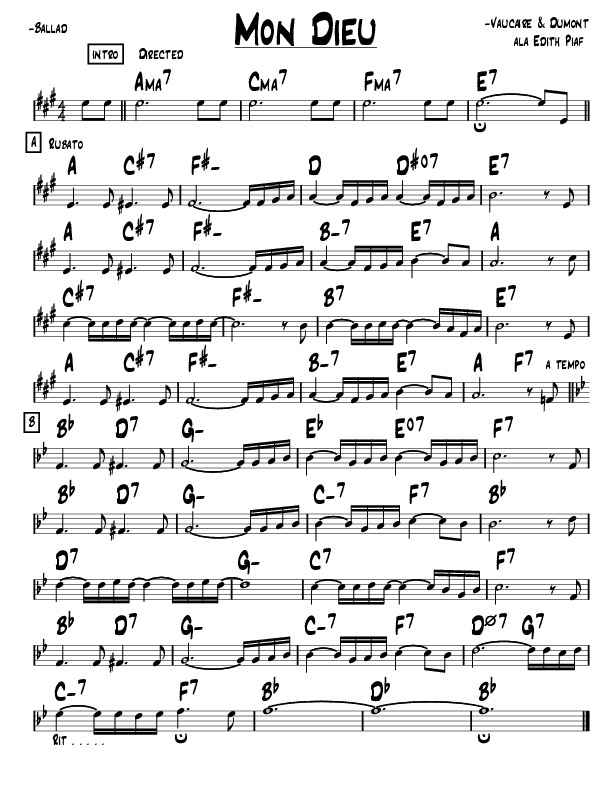 -Ballad
Mon Dieu
-Vaucaire & Dumont
ala Edith Piaf
intro Directed
Ama7 Cma7 Fma7 E7
4
4
A Rubato
A C#7 F#- D D#o7 E7
A C#7 F#- B-7 E7 A
C#7 F#- B7 E7
A C#7 F#- B-7 E7 A F7 a tempo
B
Bb D7 G- Eb Eo7 F7
Bb D7 G- C-7 F7 Bb
D7 G- C7 F7
Bb D7 G- C-7 F7 Dø7 G7
C-7 F7 Bb Db Bb
Rit . . . . .